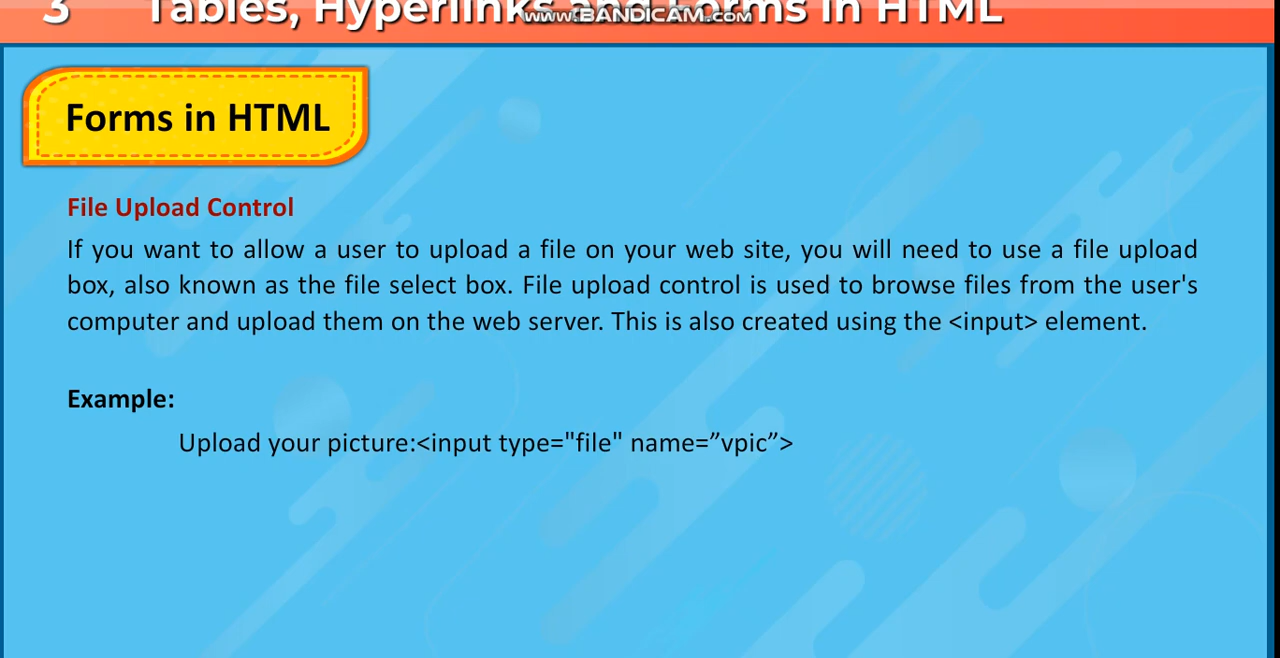 3 Tables, Hyperlinks and Forms in HTML
www.BANDICAM.com
Forms in HTML
File Upload Control
If you want to allow a user to upload a file on your web site, you will need to use a file upload
box, also known as the file select box. File upload control is used to browse files from the user's
computer and upload them on the web server. This is also created using the <input> element.
Example:
Upload your picture:<input type="file" name=”vpic”>